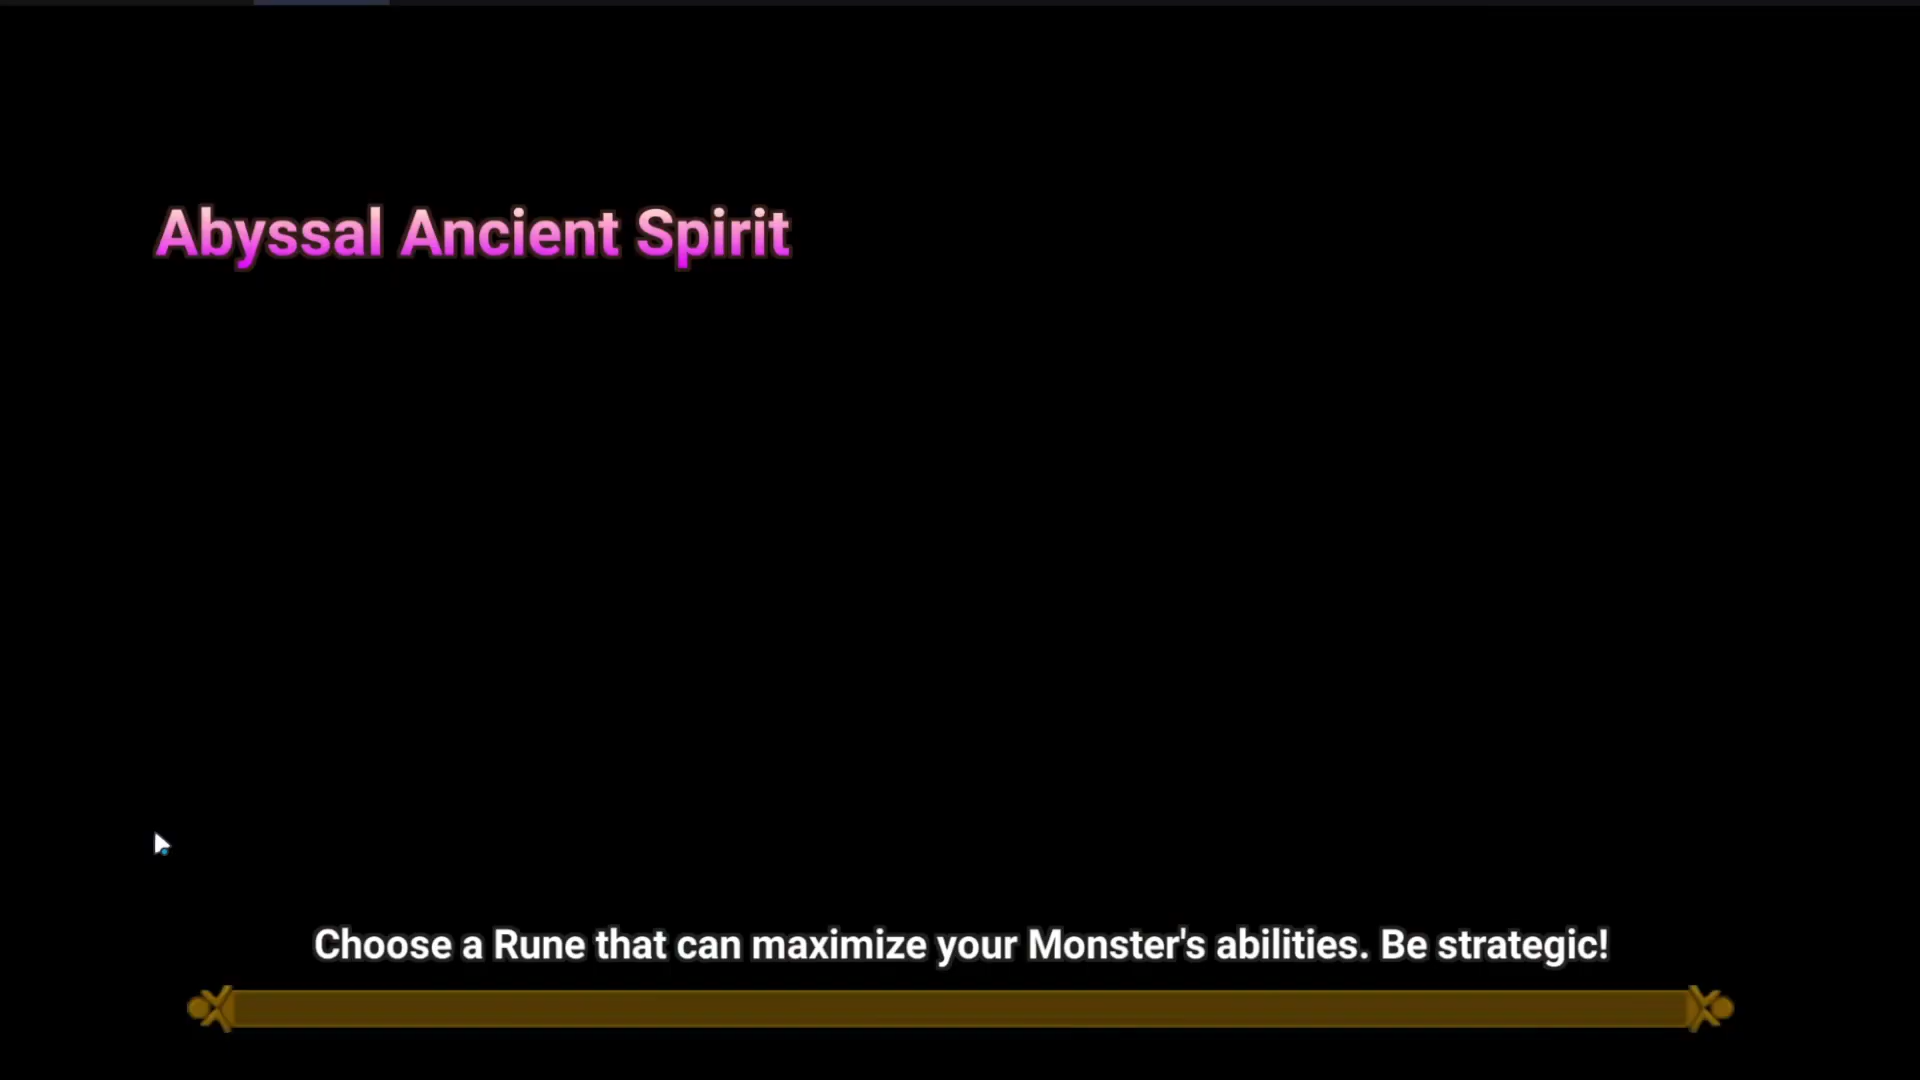 Abyssal Ancient Spirit
Choose a Rune that can maximize your Monster's abilities. Be strategic!